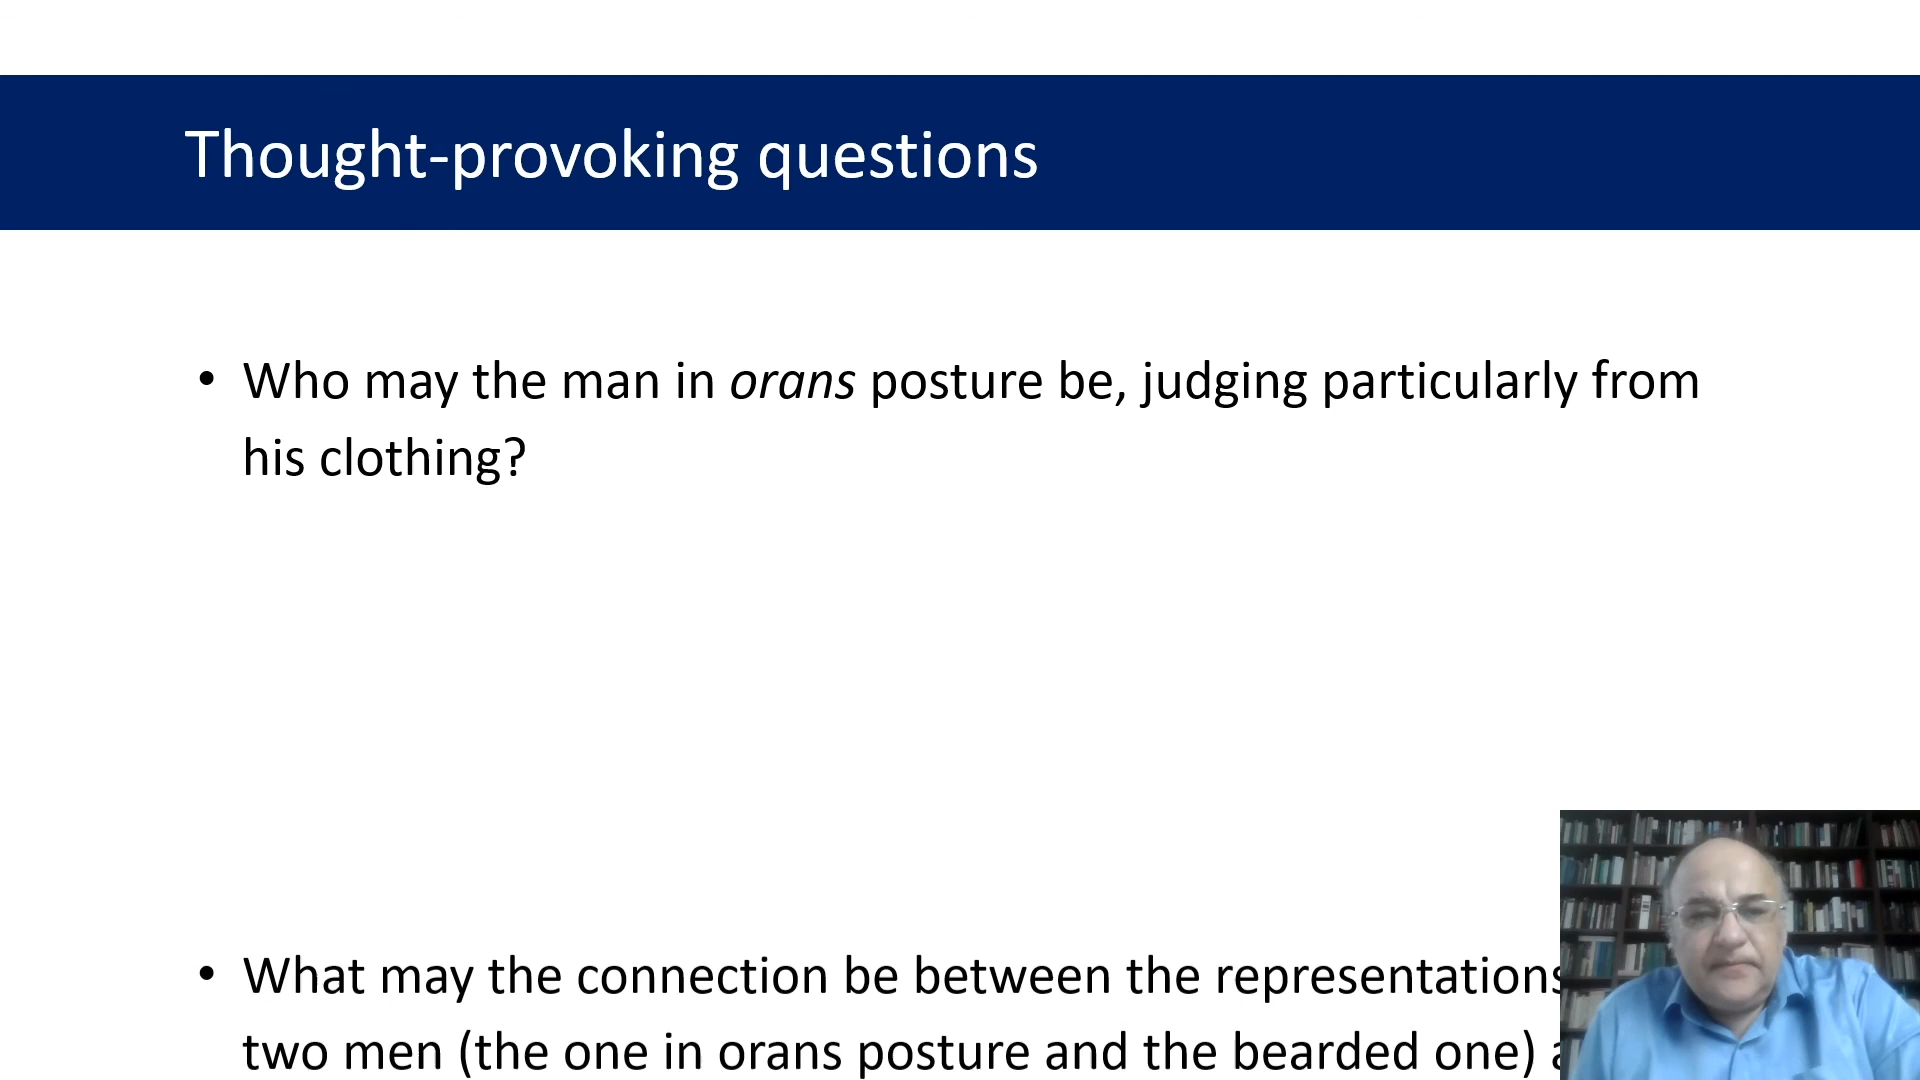 Thought-provoking questions
• Who may the man in orans posture be, judging particularly from
his clothing?
• What may the connection be between the representations
two men (the one in orans posture and the bearded one)